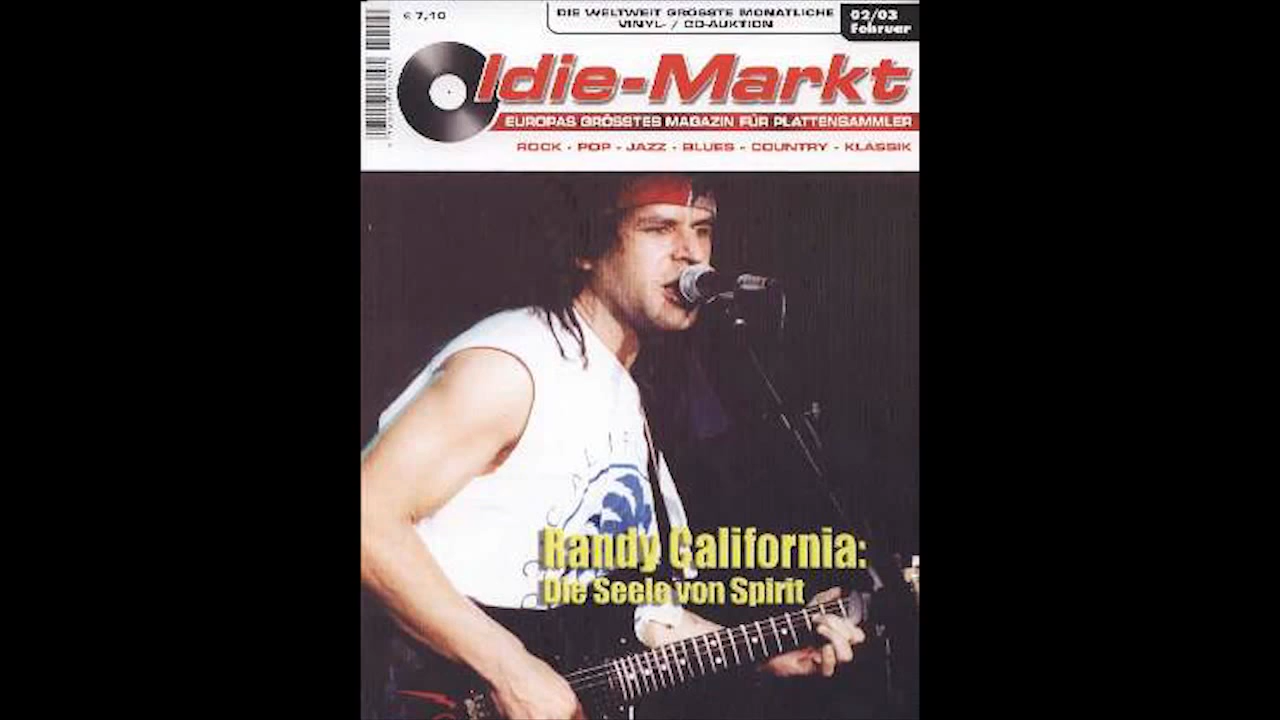 € 7,10
DIE WELTWEIT GRÖSSTE MONATLICHE
VINYL- / CD-AUKTION
02/03
Februar
Oldie-Markt
EUROPAS GRÖSSTES MAGAZIN FÜR PLATTENSAMMLER
ROCK - POP - JAZZ - BLUES - COUNTRY - KLASSIK
Randy California:
Die Seele von Spirit